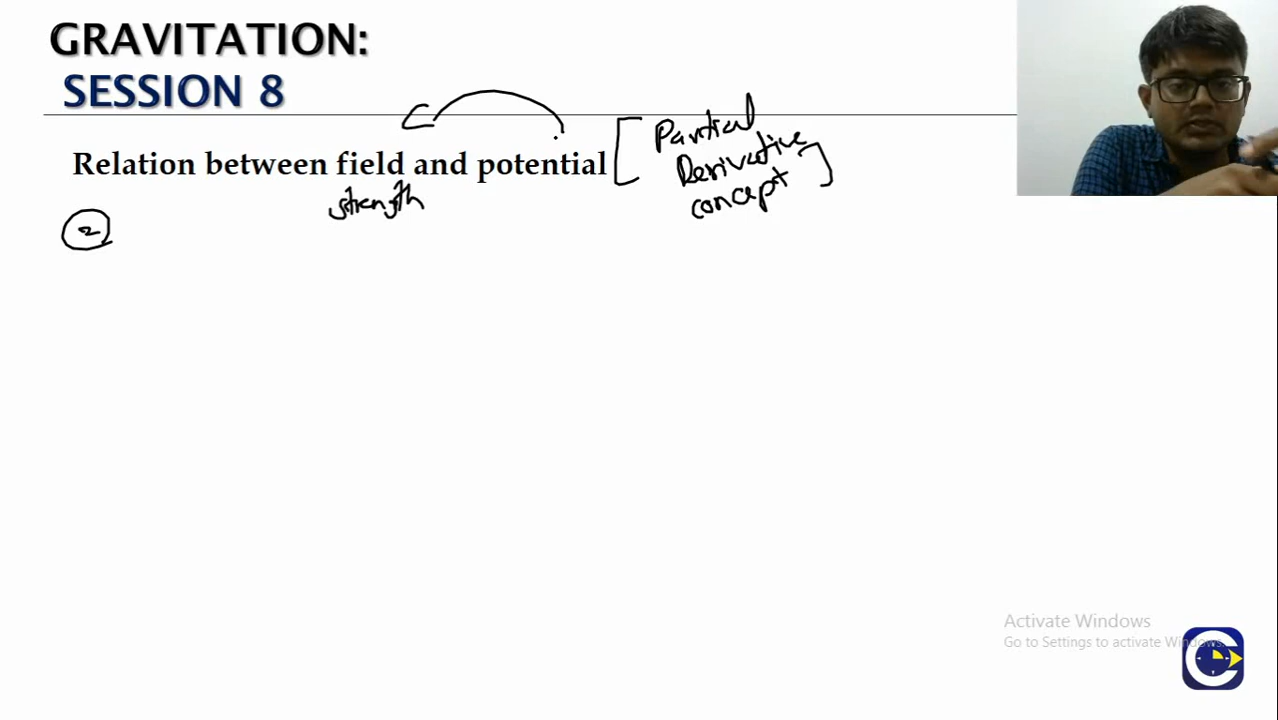 GRAVITATION:
SESSION 8
Relation between field and potential
strength
[Partial
Derivative
concept]
2
Activate Windows
Go to Settings to activate Windows.